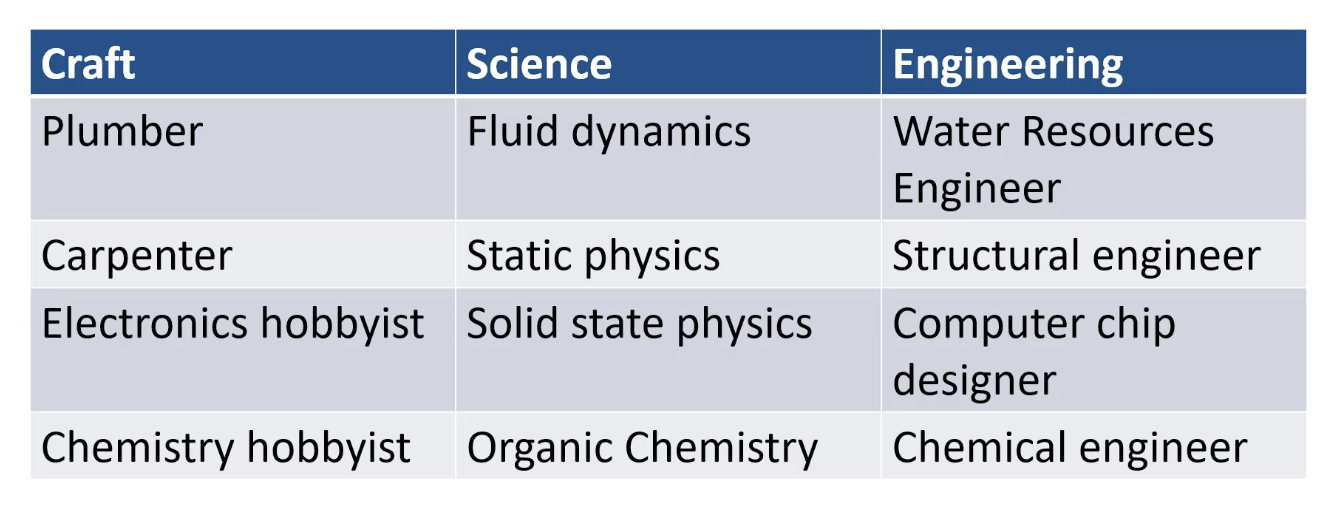 Craft Science Engineering
Plumber Fluid dynamics Water Resources
Engineer
Carpenter Static physics Structural engineer
Electronics hobbyist Solid state physics Computer chip
designer
Chemistry hobbyist Organic Chemistry Chemical engineer